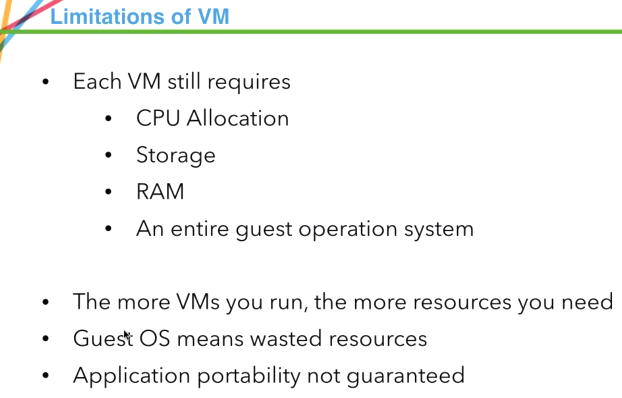 Limitations of VM
• Each VM still requires
• CPU Allocation
• Storage
• RAM
• An entire guest operation system
• The more VMs you run, the more resources you need
• Guest OS means wasted resources
• Application portability not guaranteed